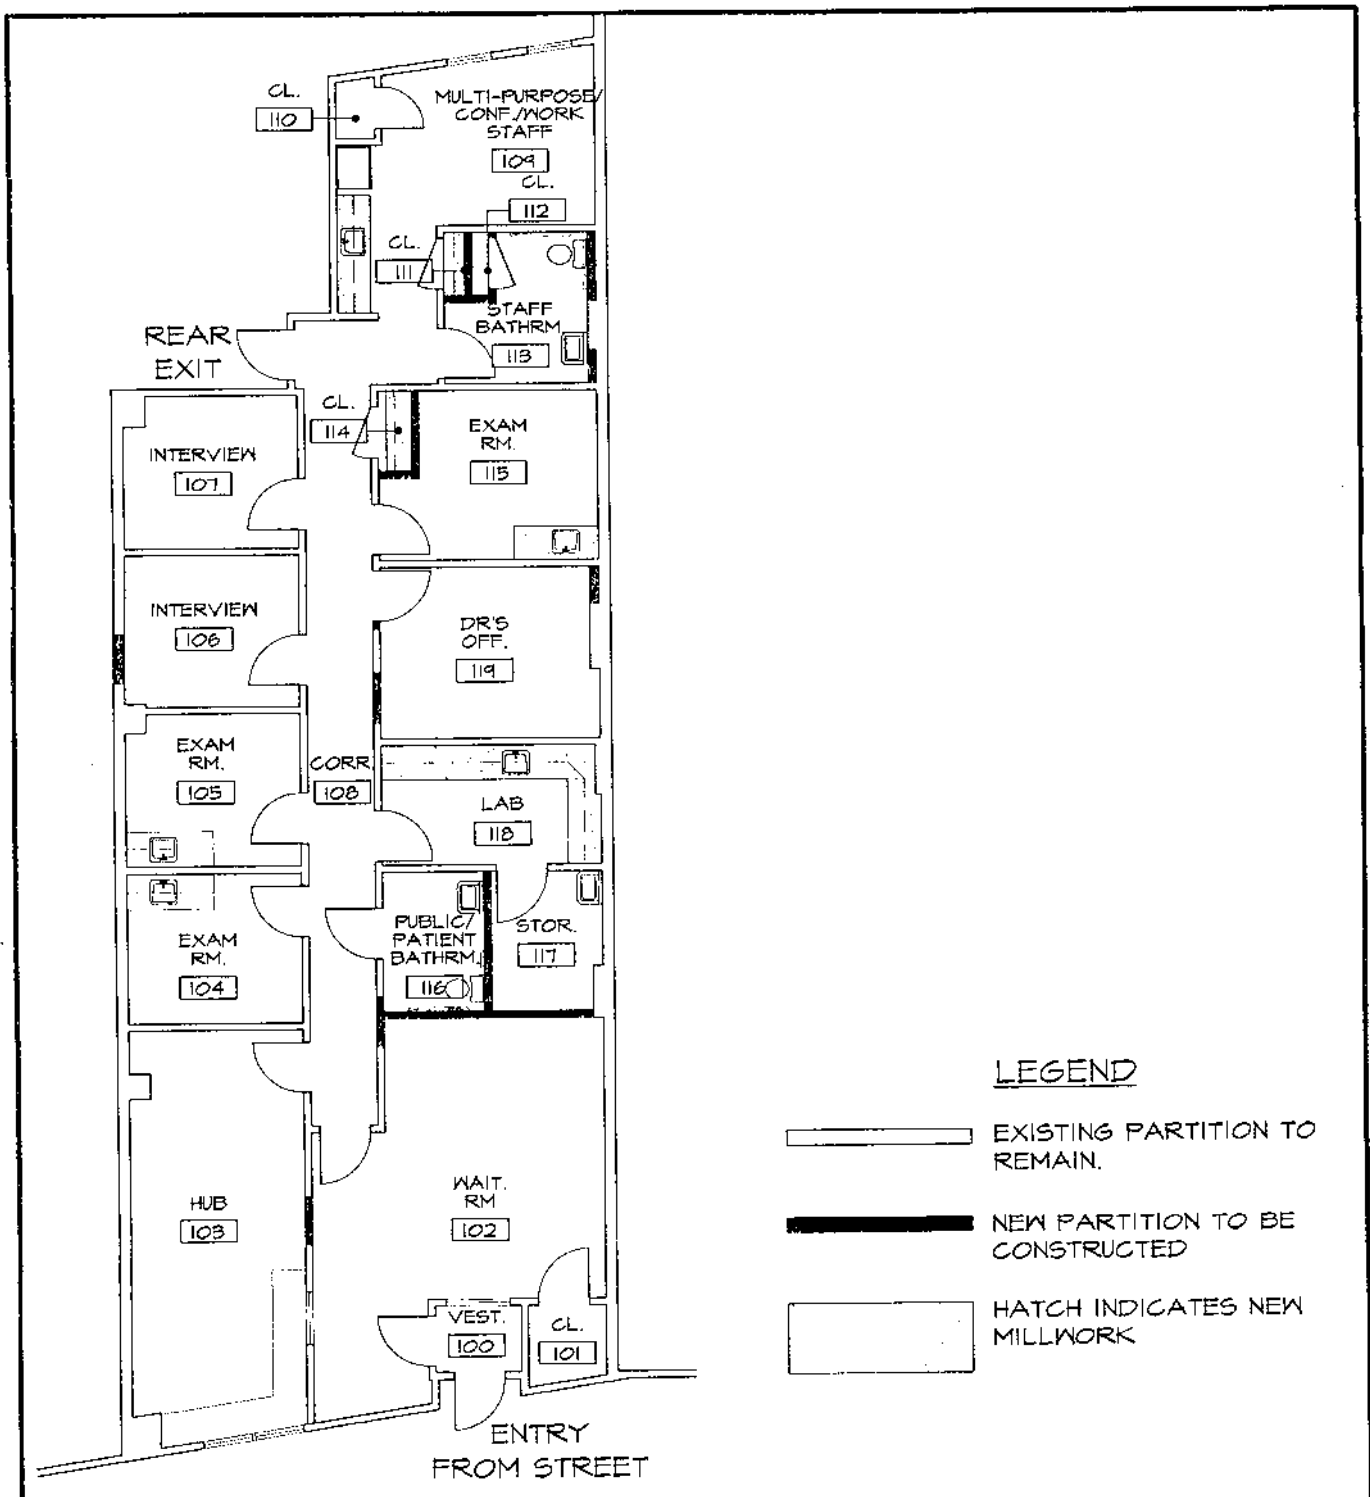 CL.
110
MULTI-PURPOSE/
CONF./WORK
STAFF
109
CL.
112
CL.
111
STAFF
BATHRM
113
REAR
EXIT
CL.
114
EXAM
RM.
115
INTERVIEW
107
INTERVIEW
106
DR'S
OFF.
119
EXAM
RM.
105
CORR.
108
LAB
118
PUBLIC/
PATIENT
BATHRM.
116
STOR.
117
EXAM
RM.
104
HUB
103
WAIT.
RM
102
VEST.
100
CL.
101
ENTRY
FROM STREET
LEGEND
EXISTING PARTITION TO
REMAIN.
NEW PARTITION TO BE
CONSTRUCTED
HATCH INDICATES NEW
MILLWORK